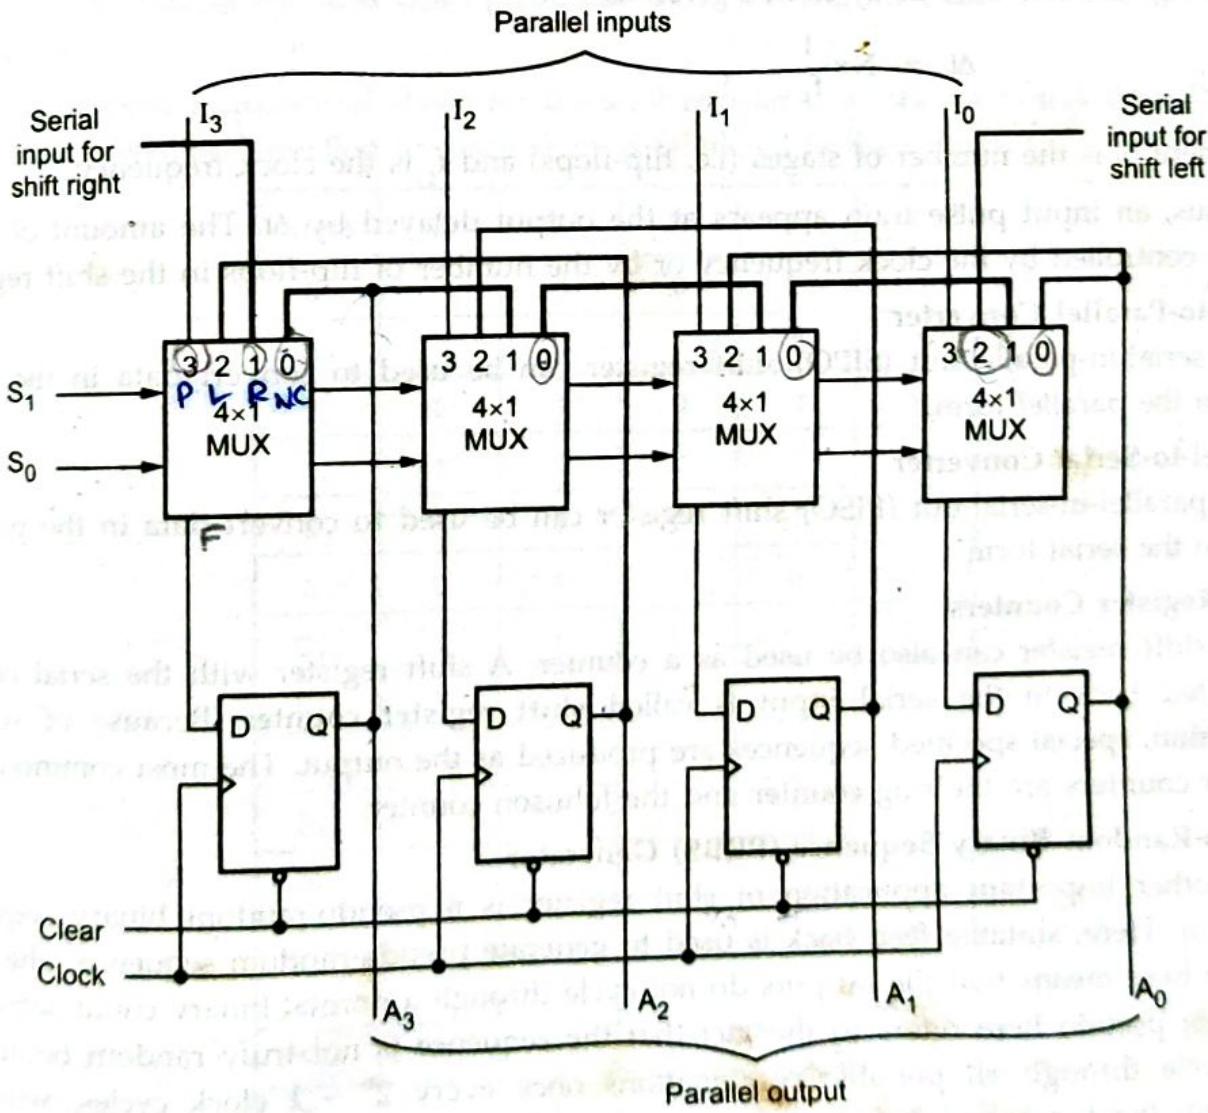 Parallel inputs
I3 I2 I1 I0
Serial input for shift right
Serial input for shift left
3 2 1 0
P L R NC
4×1 MUX
3 2 1 0
4×1 MUX
3 2 1 0
4×1 MUX
3 2 1 0
4×1 MUX
S1
S0
F
D Q
D Q
D Q
D Q
Clear
Clock
A3 A2 A1 A0
Parallel output